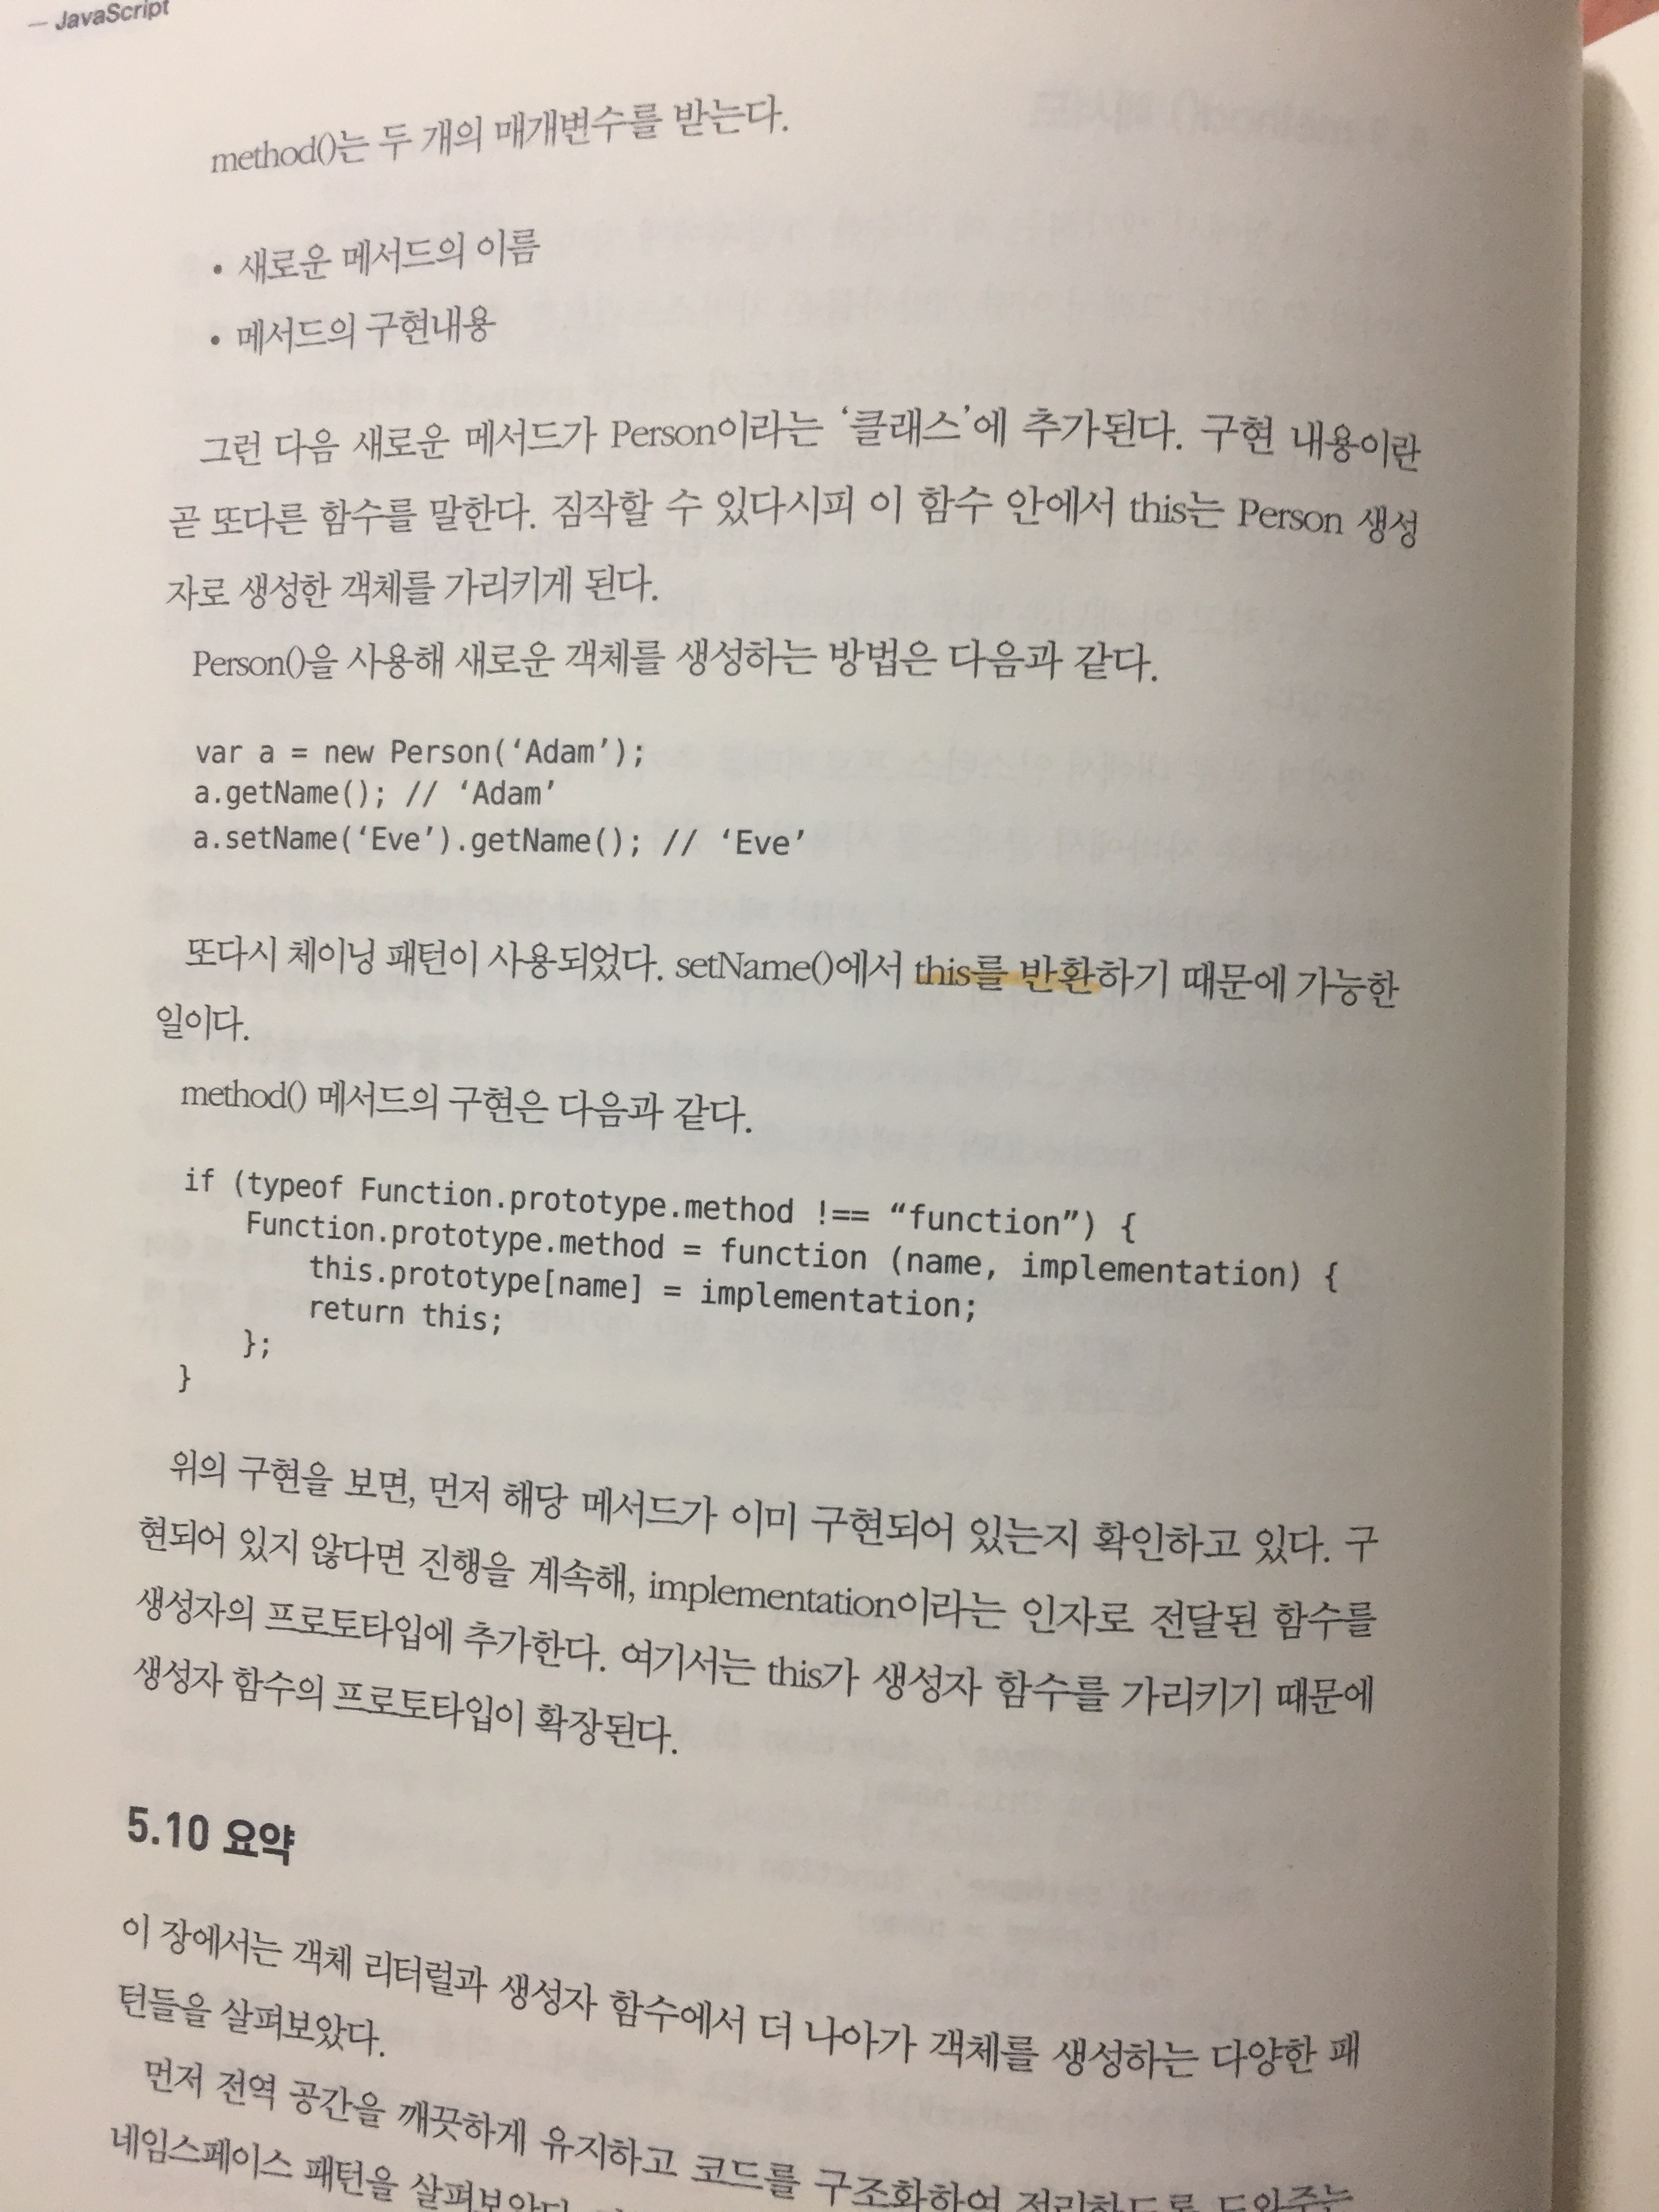 — JavaScript
method()는 두 개의 매개변수를 받는다.
• 새로운 메서드의 이름
• 메서드의 구현내용
그런 다음 새로운 메서드가 Person이라는 ‘클래스’에 추가된다. 구현 내용이란
곧 또다른 함수를 말한다. 짐작할 수 있다시피 이 함수 안에서 this는 Person 생성
자로 생성한 객체를 가리키게 된다.
Person()을 사용해 새로운 객체를 생성하는 방법은 다음과 같다.
var a = new Person(‘Adam’);
a.getName(); // ‘Adam’
a.setName(‘Eve’).getName(); // ‘Eve’
또다시 체이닝 패턴이 사용되었다. setName()에서 this를 반환하기 때문에 가능한
일이다.
method() 메서드의 구현은 다음과 같다.
if (typeof Function.prototype.method !== “function”) {
    Function.prototype.method = function (name, implementation) {
        this.prototype[name] = implementation;
        return this;
    };
}
위의 구현을 보면, 먼저 해당 메서드가 이미 구현되어 있는지 확인하고 있다. 구
현되어 있지 않다면 진행을 계속해, implementation이라는 인자로 전달된 함수를
생성자의 프로토타입에 추가한다. 여기서는 this가 생성자 함수를 가리키기 때문에
생성자 함수의 프로토타입이 확장된다.
5.10 요약
이 장에서는 객체 리터럴과 생성자 함수에서 더 나아가 객체를 생성하는 다양한 패
턴들을 살펴보았다.
먼저 전역 공간을 깨끗하게 유지하고 코드를 구조화하여 정리하도록 도와주는
네임스페이스 패턴을 살펴보았다.